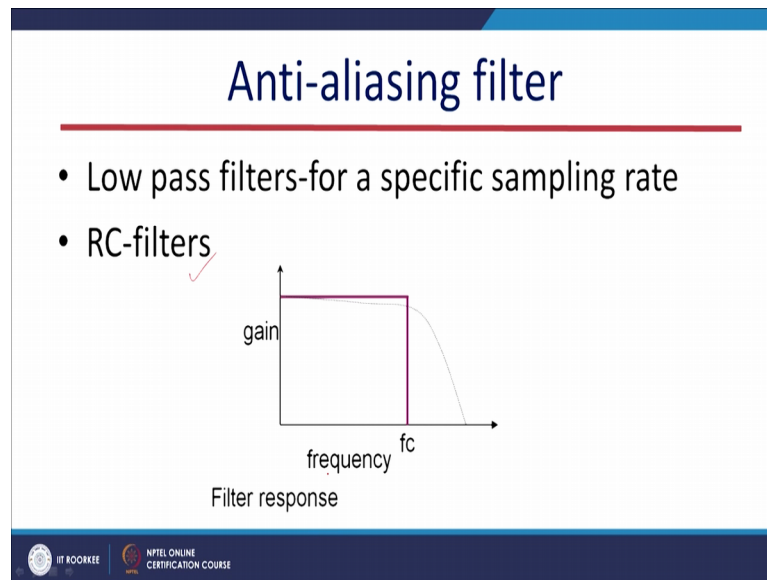 Anti-aliasing filter
• Low pass filters-for a specific sampling rate
• RC-filters
gain
fc
frequency
Filter response
IIT ROORKEE
NPTEL ONLINE
CERTIFICATION COURSE